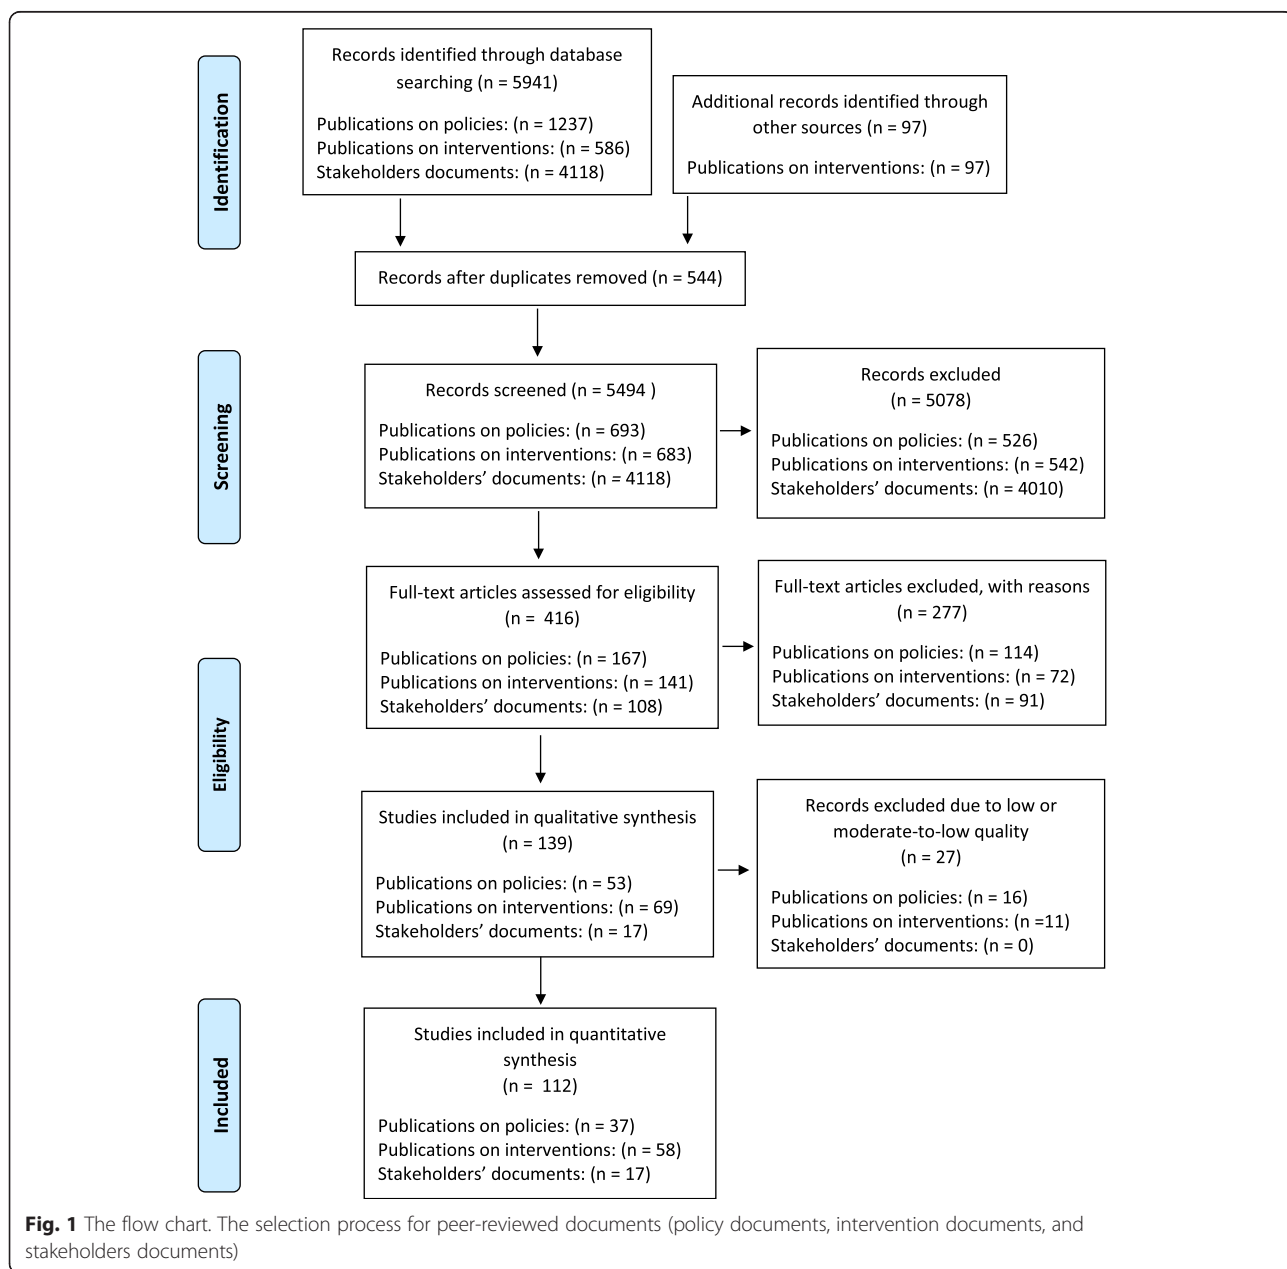 Identification
Records identified through database
searching (n = 5941)
Publications on policies: (n = 1237)
Publications on interventions: (n = 586)
Stakeholders documents: (n = 4118)
Additional records identified through
other sources (n = 97)
Publications on interventions: (n = 97)
Records after duplicates removed (n = 544)
Screening
Records screened (n = 5494 )
Publications on policies: (n = 693)
Publications on interventions: (n = 683)
Stakeholders’ documents: (n = 4118)
Records excluded
(n = 5078)
Publications on policies: (n = 526)
Publications on interventions: (n = 542)
Stakeholders’ documents: (n = 4010)
Eligibility
Full-text articles assessed for eligibility
(n = 416)
Publications on policies: (n = 167)
Publications on interventions: (n = 141)
Stakeholders’ documents: (n = 108)
Full-text articles excluded, with reasons
(n = 277)
Publications on policies: (n = 114)
Publications on interventions: (n = 72)
Stakeholders’ documents: (n = 91)
Studies included in qualitative synthesis
(n = 139)
Publications on policies: (n = 53)
Publications on interventions: (n = 69)
Stakeholders’ documents: (n = 17)
Records excluded due to low or
moderate-to-low quality
(n = 27)
Publications on policies: (n = 16)
Publications on interventions: (n =11)
Stakeholders’ documents: (n = 0)
Included
Studies included in quantitative
synthesis
(n = 112)
Publications on policies: (n = 37)
Publications on interventions: (n = 58)
Stakeholders’ documents: (n = 17)
Fig. 1 The flow chart. The selection process for peer-reviewed documents (policy documents, intervention documents, and
stakeholders documents)